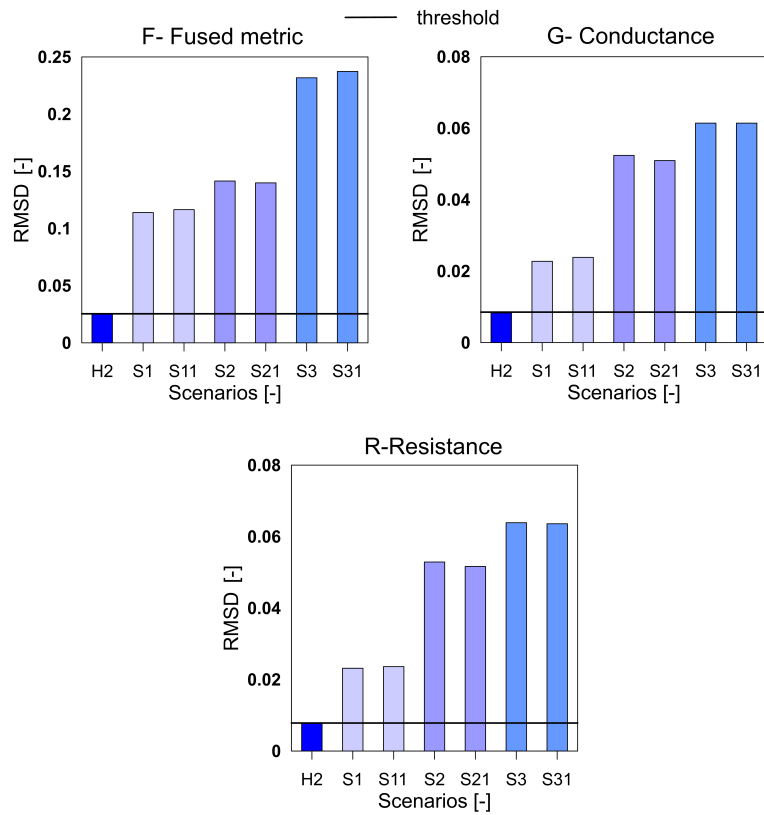 threshold
F- Fused metric
0.25
0.2
0.15
0.1
0.05
0
RMSD [-]
H2 S1 S11 S2 S21 S3 S31
Scenarios [-]
G- Conductance
0.08
0.06
0.04
0.02
0
RMSD [-]
H2 S1 S11 S2 S21 S3 S31
Scenarios [-]
R-Resistance
0.08
0.06
0.04
0.02
0
RMSD [-]
H2 S1 S11 S2 S21 S3 S31
Scenarios [-]